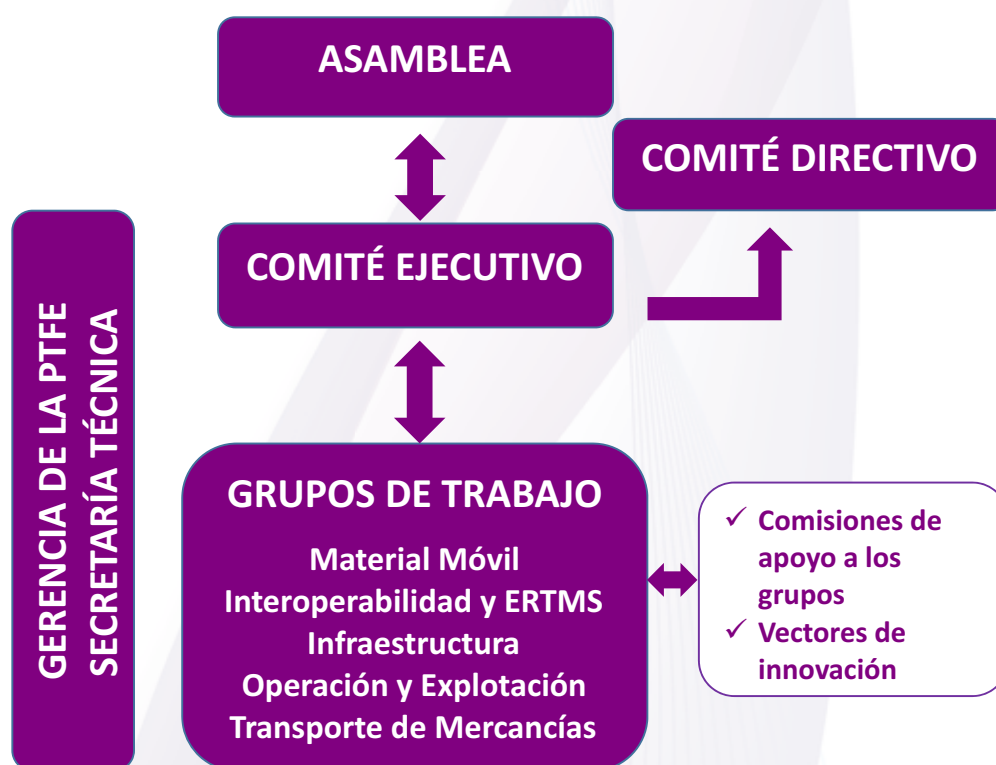 ASAMBLEA
COMITÉ DIRECTIVO
COMITÉ EJECUTIVO
GERENCIA DE LA PTFE
SECRETARÍA TÉCNICA
GRUPOS DE TRABAJO
Material Móvil
Interoperabilidad y ERTMS
Infraestructura
Operación y Explotación
Transporte de Mercancías
✓ Comisiones de
apoyo a los
grupos
✓ Vectores de
innovación